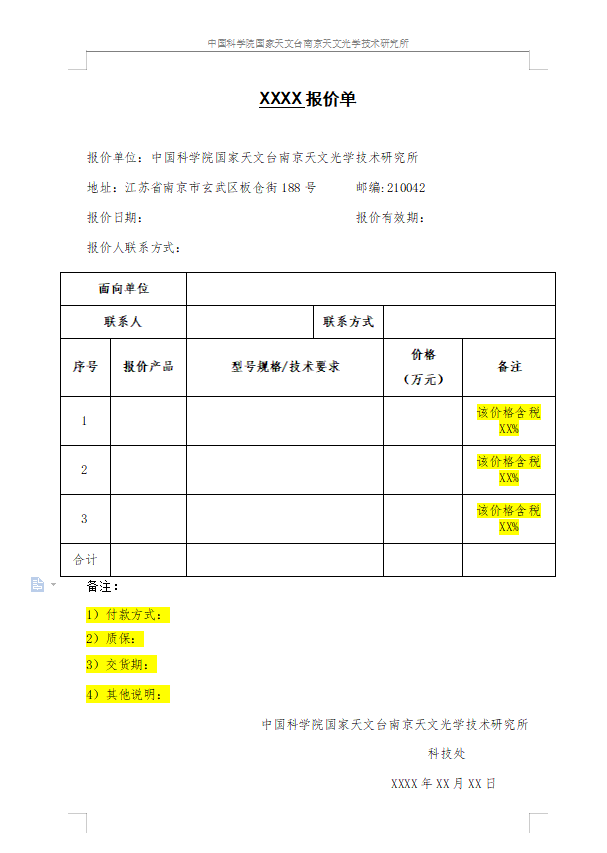 中国科学院国家天文台南京天文光学技术研究所
XXXX 报价单
报价单位：中国科学院国家天文台南京天文光学技术研究所
地址：江苏省南京市玄武区板仓街 188 号 邮编:210042
报价日期： 报价有效期：
报价人联系方式：
面向单位
联系人 联系方式
序号 报价产品 型号规格/技术要求 价格（万元） 备注
1 该价格含税 XX%
2 该价格含税 XX%
3 该价格含税 XX%
合计
备注：
1）付款方式：
2）质保：
3）交货期：
4）其他说明：
中国科学院国家天文台南京天文光学技术研究所
科技处
XXXX 年 XX 月 XX 日